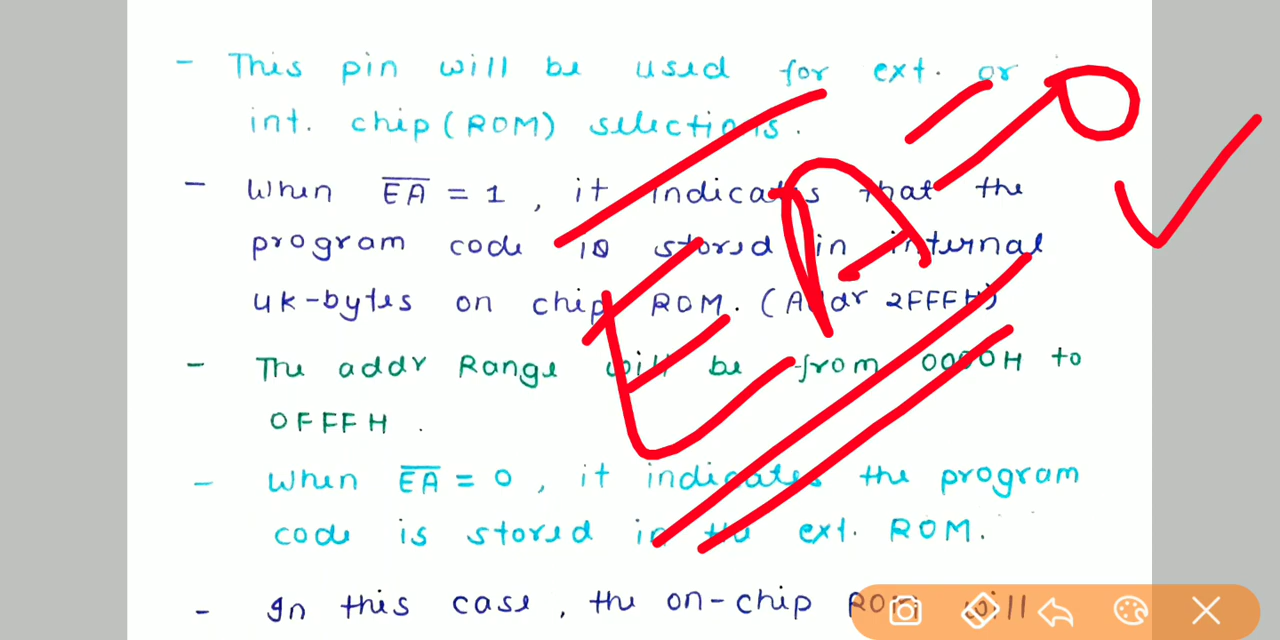 - This pin will be used for ext. or
int. chip (ROM) selections.
- When E̅A̅ = 1, it indicates that the
program code is stored in internal
4k-bytes on chip ROM. (Addr 2FFFH)
- The addr Range will be from 0000H to
0FFFH.
- When E̅A̅ = 0, it indicates the program
code is stored in the ext. ROM.
- In this case, the on-chip ROM will
EA = 0